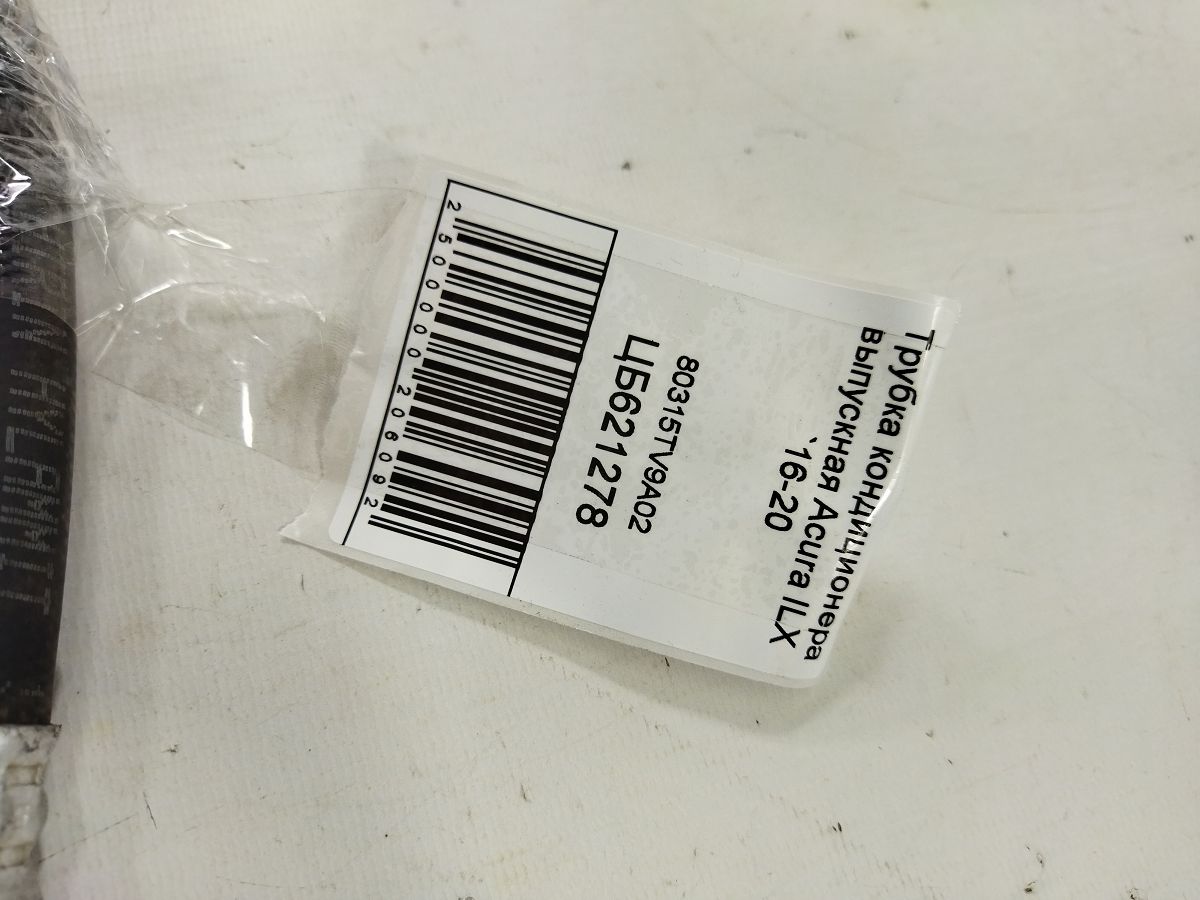 Трубка кондиционера
выпускная Acura ILX
`16-20
80315TV9A02
ЦБ621278
2500000206092